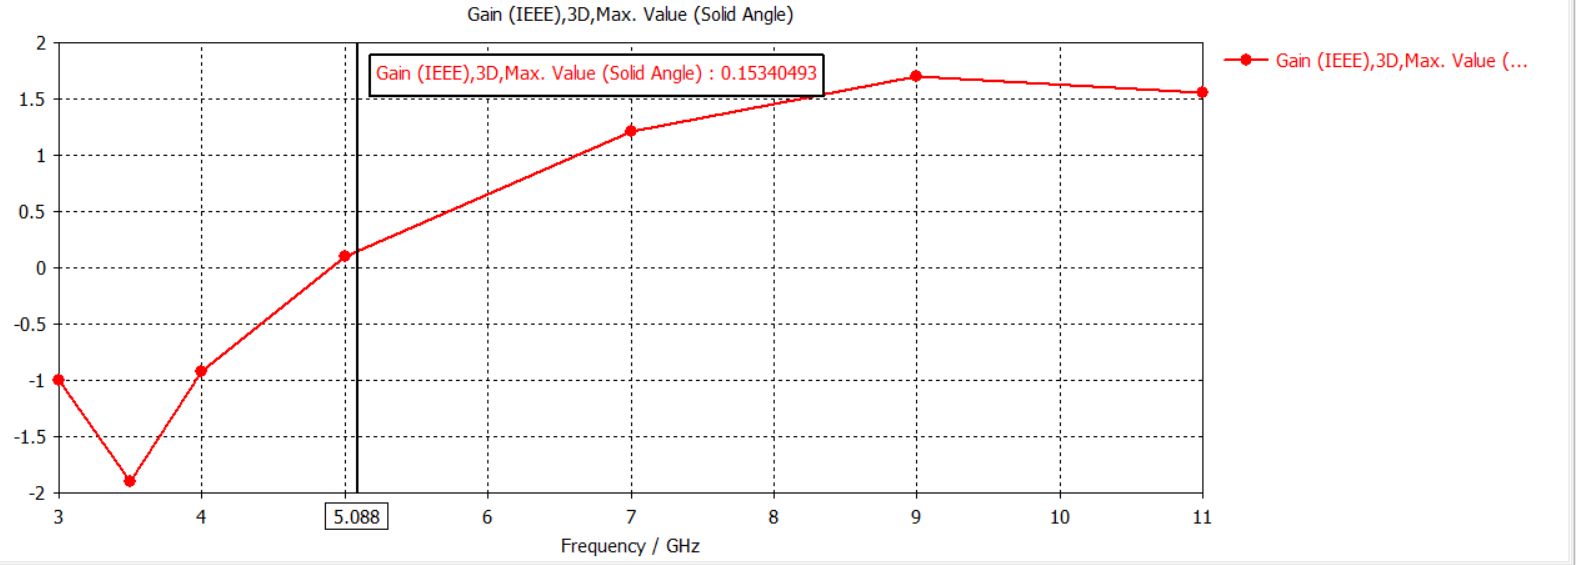 Gain (IEEE),3D,Max. Value (Solid Angle)
2
Gain (IEEE),3D,Max. Value (Solid Angle) : 0.15340493
Gain (IEEE),3D,Max. Value (...
1.5
1
0.5
0
-0.5
-1
-1.5
-2
3 4 5.088 6 7 8 9 10 11
Frequency / GHz